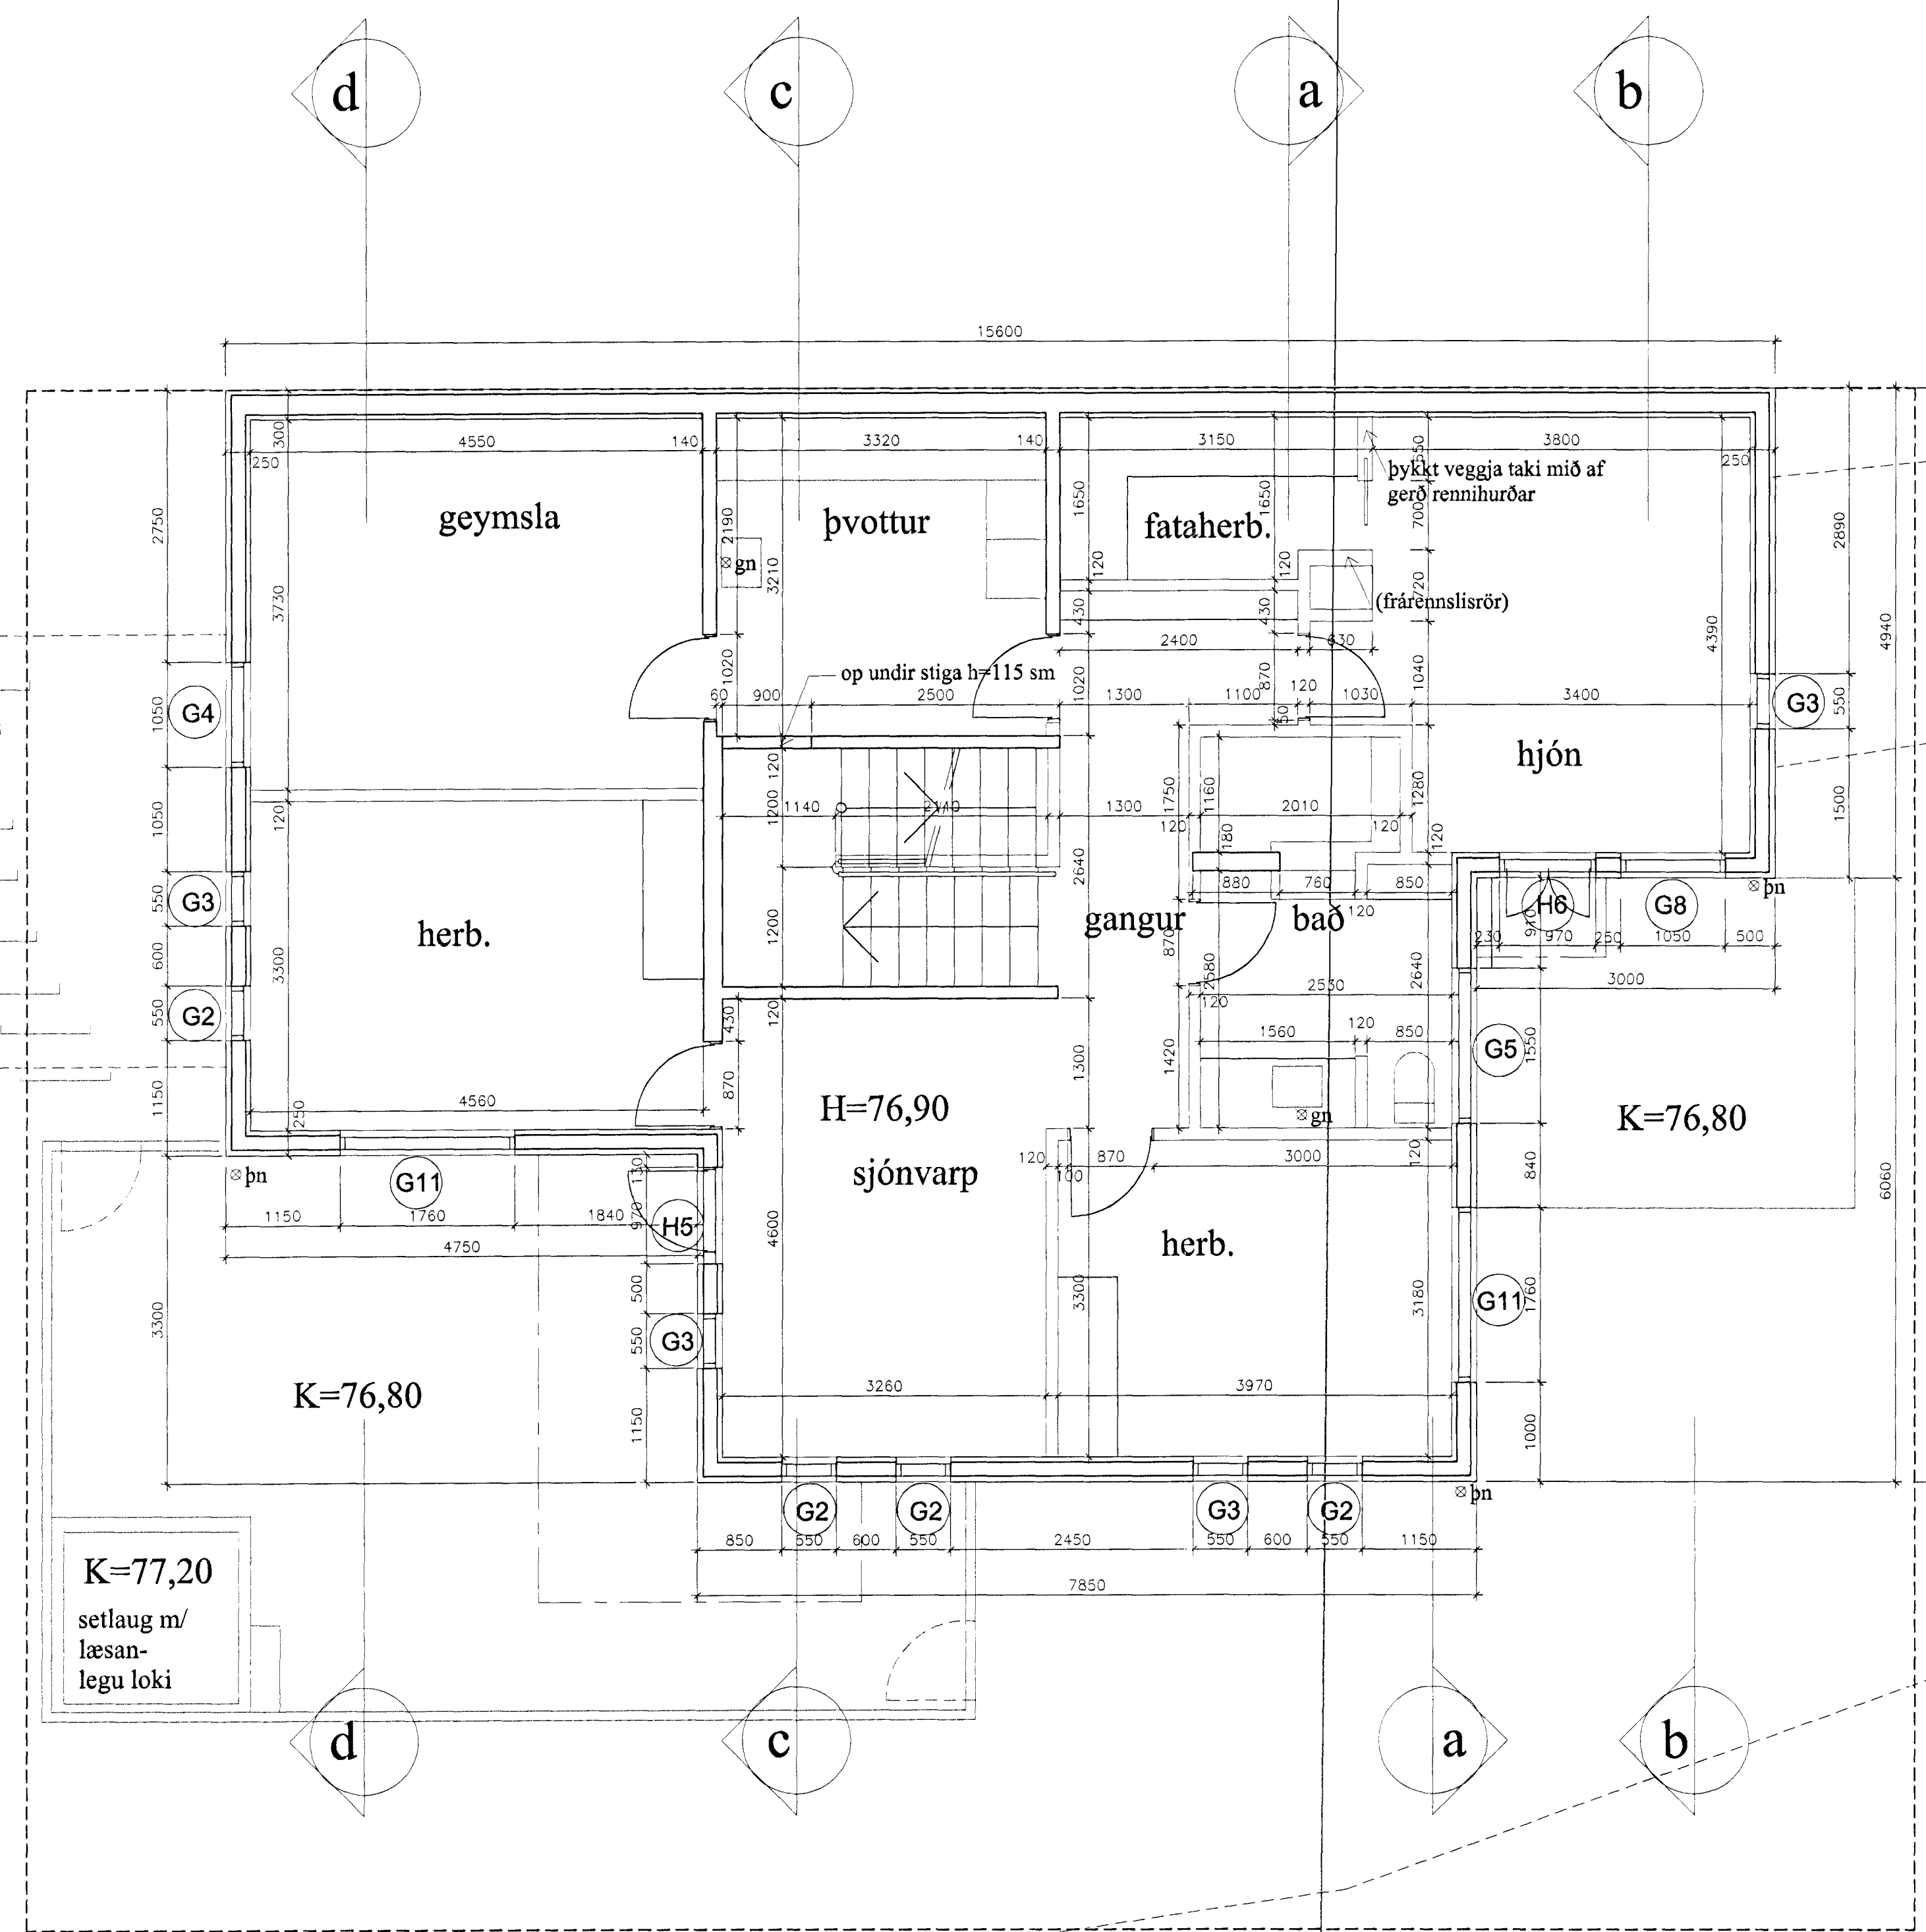 d
c
a
b
15600
300
250
4550
140
3320
140
3150
550
3800
250
þykkt veggja taki mið af
gerð rennihurðar
2750
geymsla
2190
þvottur
1650
fataherb.
1650
700
2890
gn
3210
120
120
720
(frárennslisrör)
3730
430
430
4390
4940
2400
630
1020
op undir stiga h=115 sm
1020
870
1040
60
900
2500
1300
1100
120
1030
3400
50
G4
1050
G3
550
hjón
120
1140
1200
2110
1300
1750
1160
2010
1280
1500
1050
120
120
180
120
120
2640
880
760
850
þn
G3
550
herb.
gangur
bað
120
H6
G8
910
230
970
250
1050
500
600
3300
1200
870
2580
2530
2640
3000
120
G2
550
430
120
1560
120
850
G5
1550
1150
870
1300
1420
4560
250
H=76,90
gn
K=76,80
þn
G11
130
120
100
870
3000
120
840
6060
sjónvarp
1150
1760
1840
970
H5
4750
4600
herb.
500
3300
3180
G11
1760
3300
G3
550
K=76,80
3260
3970
1150
1000
G2
G2
G3
G2
þn
850
550
600
550
2450
550
600
550
1150
7850
K=77,20
setlaug m/
læsan-
legu loki
d
c
a
b